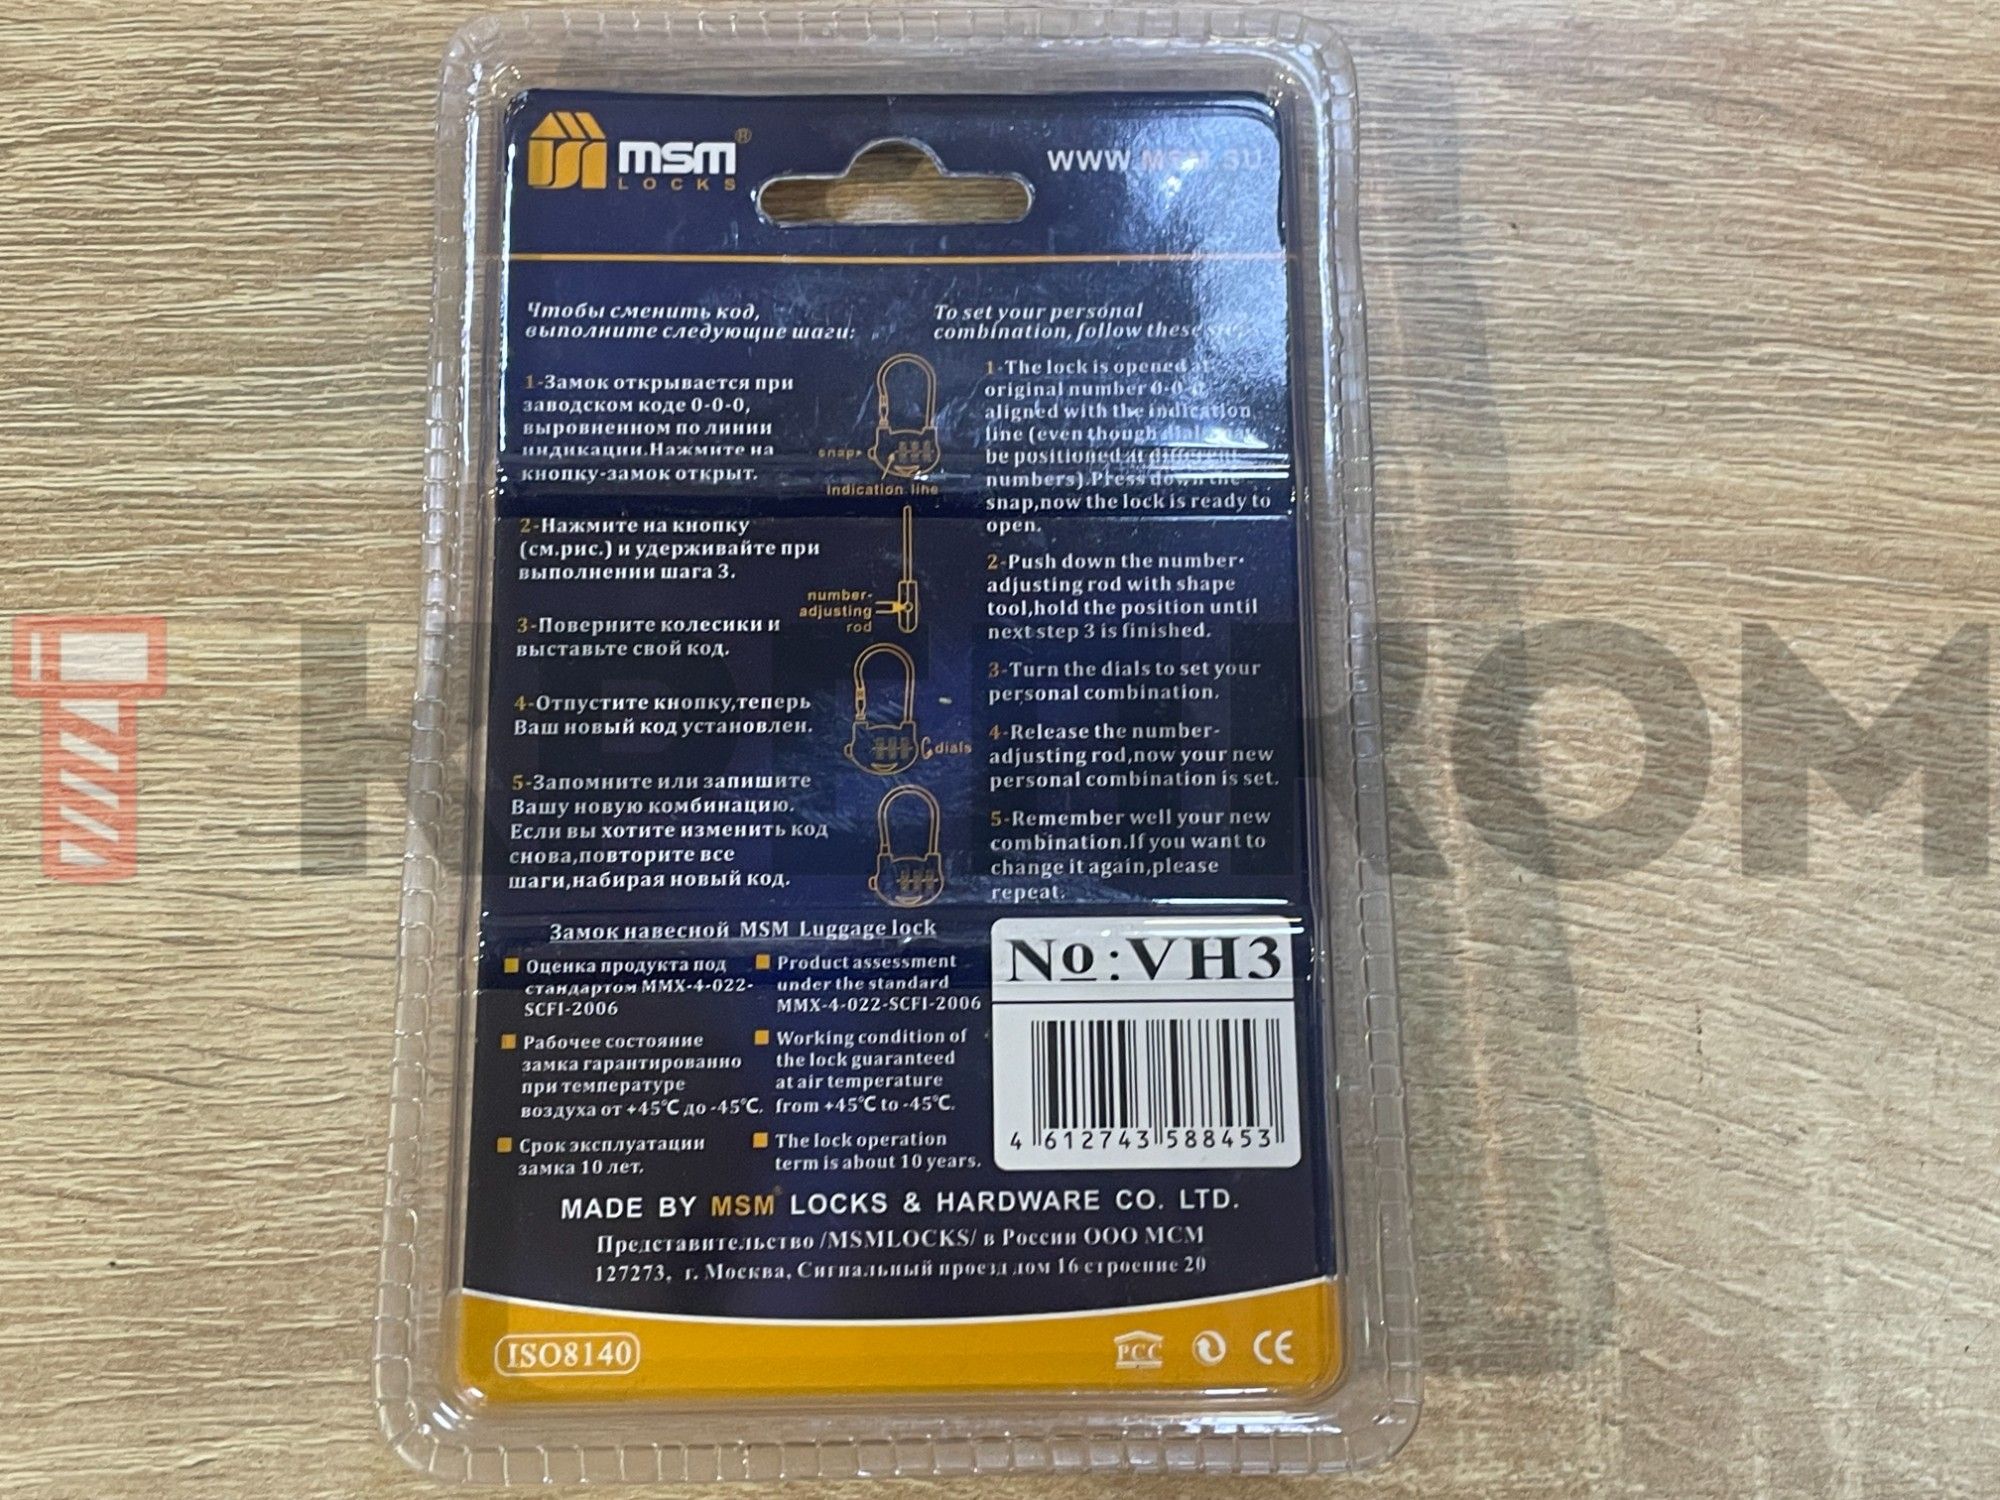 msm®
LOCKS
WWW.MSM.SU
Чтобы сменить код,
выполните следующие шаги:
1-Замок открывается при
заводском коде 0-0-0,
выровненном по линии
индикации.Нажмите на
кнопку-замок открыт.
2-Нажмите на кнопку
(см.рис.) и удерживайте при
выполнении шага 3.
3-Поверните колесики и
выставьте свой код.
4-Отпустите кнопку,теперь
Ваш новый код установлен.
5-Запомните или запишите
Вашу новую комбинацию.
Если вы хотите изменить код
снова,повторите все
шаги,набирая новый код.
snap
indication line
number-
adjusting
rod
dials
To set your personal
combination, follow these
1-The lock is opened at
original number 0-0-0
aligned with the indication
line (even though dials may
be positioned at different
numbers).Press down the
snap,now the lock is ready to
open.
2-Push down the number-
adjusting rod with shape
tool,hold the position until
next step 3 is finished.
3-Turn the dials to set your
personal combination.
4-Release the number-
adjusting rod,now your new
personal combination is set.
5-Remember well your new
combination.If you want to
change it again,please
repeat.
Замок навесной MSM Luggage lock
Оценка продукта под
стандартом MMX-4-022-
SCFI-2006
Рабочее состояние
замка гарантированно
при температуре
воздуха от +45℃ до -45℃.
Срок эксплуатации
замка 10 лет.
Product assessment
under the standard
MMX-4-022-SCFI-2006
Working condition of
the lock guaranteed
at air temperature
from +45℃ to -45℃.
The lock operation
term is about 10 years.
No:VH3
4 612743 588453
MADE BY MSM® LOCKS & HARDWARE CO. LTD.
Представительство /MSMLOCKS/ в России ООО МСМ
127273, г. Москва, Сигнальный проезд дом 16 строение 20
ISO8140
РСС
CE